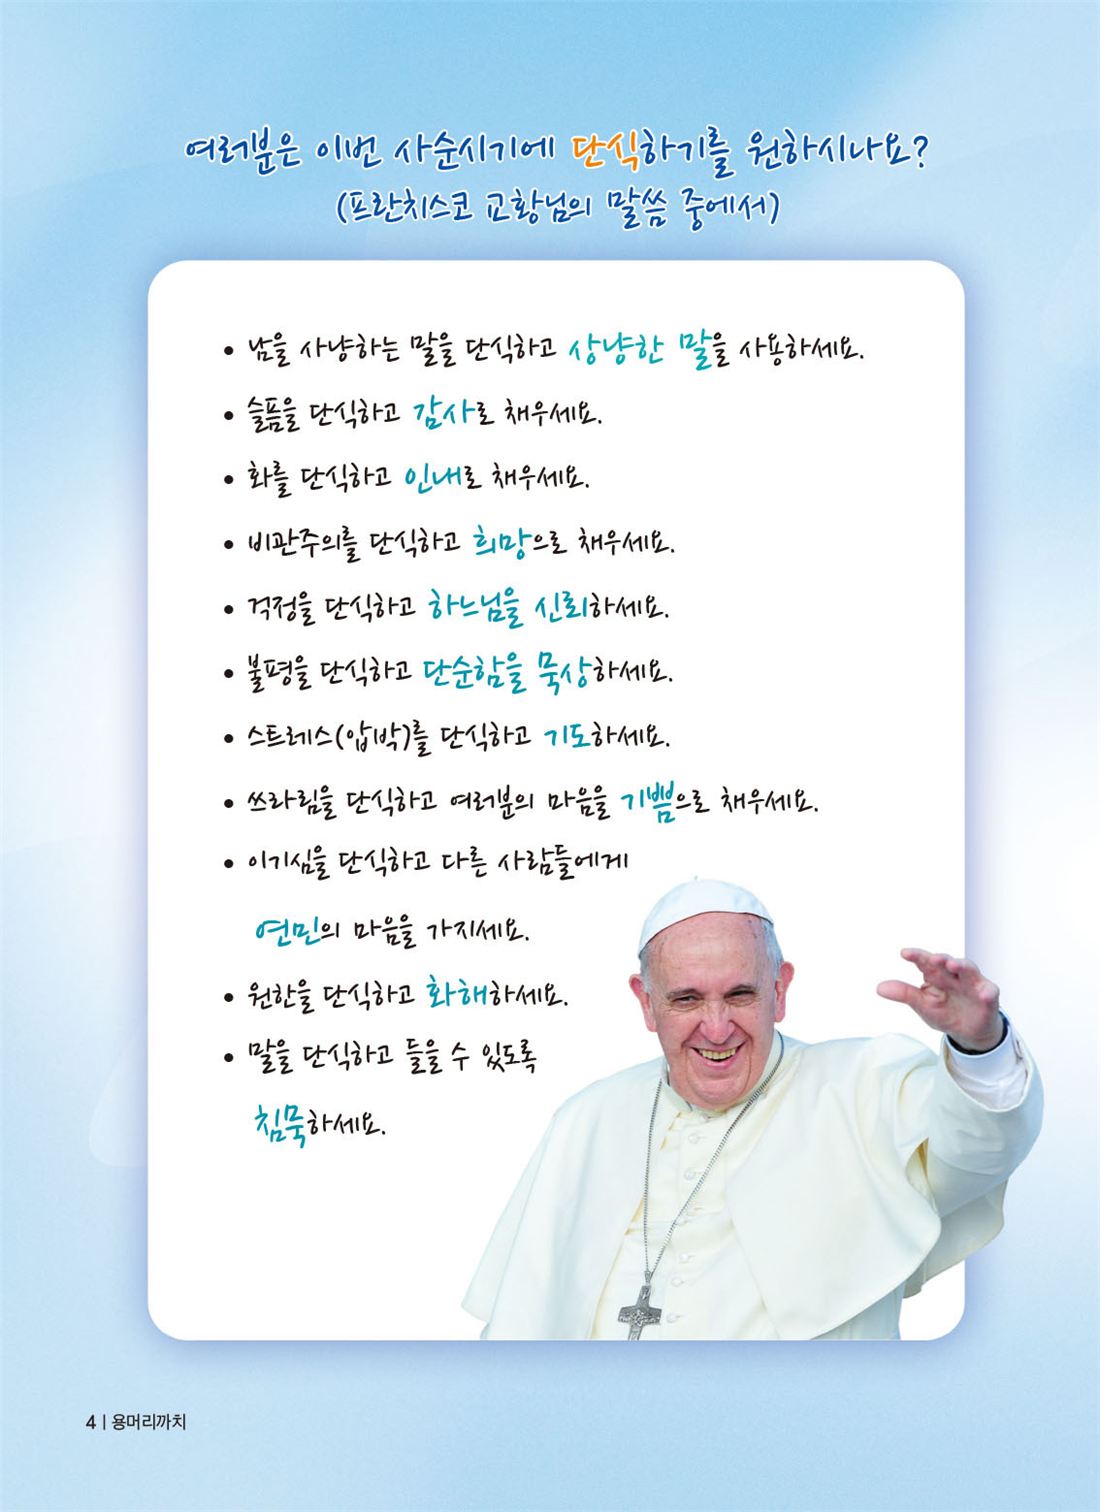 여러분은 이번 사순시기에 단식하기를 원하시나요?
(프란치스코 교황님의 말씀 중에서)
• 남을 사냥하는 말을 단식하고 상냥한 말을 사용하세요.
• 슬픔을 단식하고 감사로 채우세요.
• 화를 단식하고 인내로 채우세요.
• 비관주의를 단식하고 희망으로 채우세요.
• 걱정을 단식하고 하느님을 신뢰하세요.
• 불평을 단식하고 단순함을 묵상하세요.
• 스트레스(압박)를 단식하고 기도하세요.
• 쓰라림을 단식하고 여러분의 마음을 기쁨으로 채우세요.
• 이기심을 단식하고 다른 사람들에게
연민의 마음을 가지세요.
• 원한을 단식하고 화해하세요.
• 말을 단식하고 들을 수 있도록
침묵하세요.
4 | 용머리까치